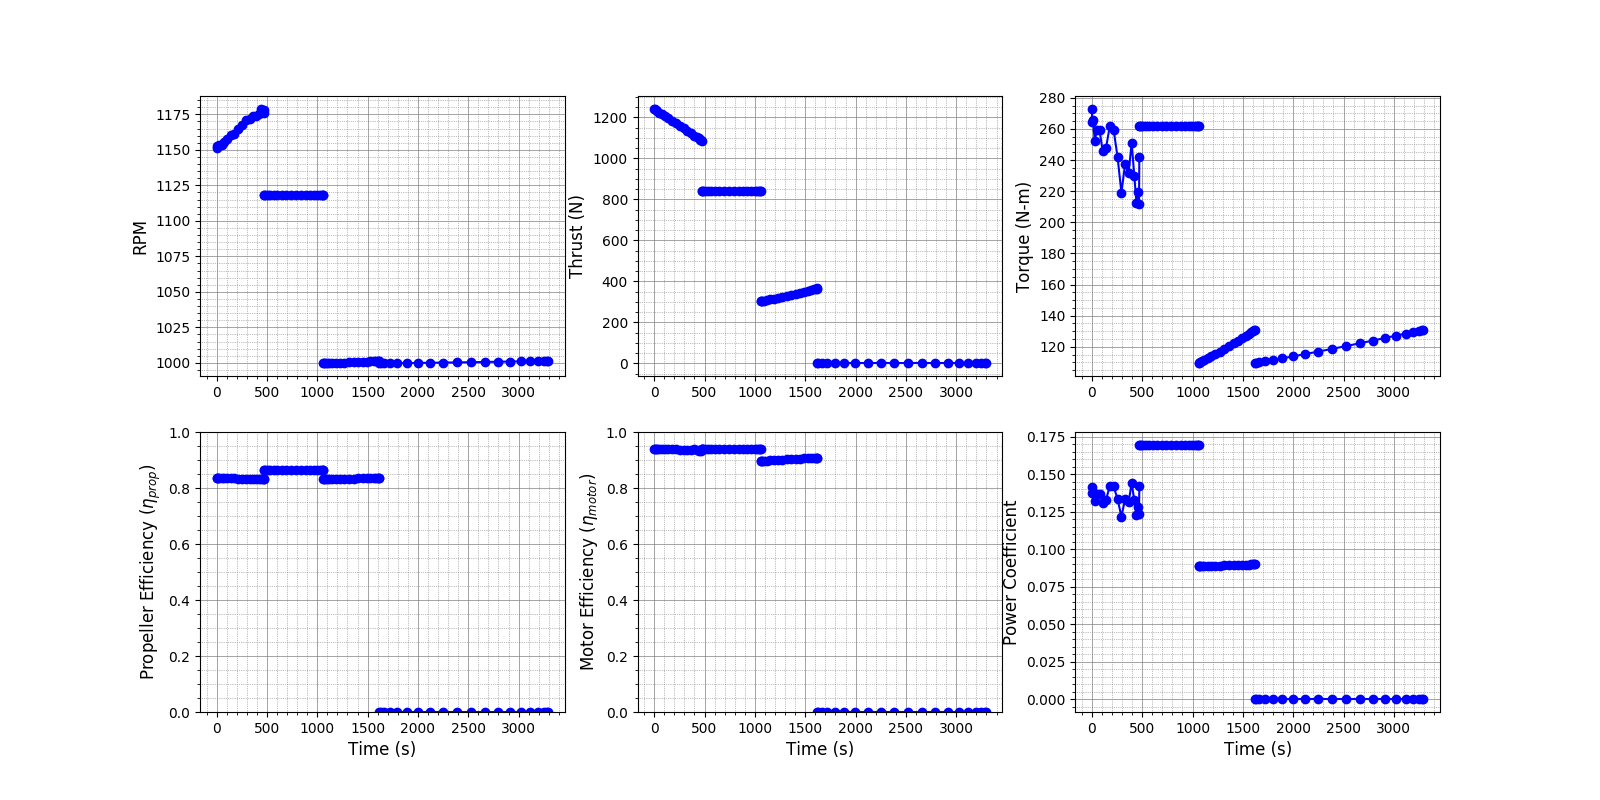 RPM
1175
1150
1125
1100
1075
1050
1025
1000
0 500 1000 1500 2000 2500 3000
Thrust (N)
1200
1000
800
600
400
200
0
0 500 1000 1500 2000 2500 3000
Torque (N-m)
280
260
240
220
200
180
160
140
120
0 500 1000 1500 2000 2500 3000
Propeller Efficiency (η_prop)
1.0
0.8
0.6
0.4
0.2
0.0
0 500 1000 1500 2000 2500 3000
Time (s)
Motor Efficiency (η_motor)
1.0
0.8
0.6
0.4
0.2
0.0
0 500 1000 1500 2000 2500 3000
Time (s)
Power Coefficient
0.175
0.150
0.125
0.100
0.075
0.050
0.025
0.000
0 500 1000 1500 2000 2500 3000
Time (s)